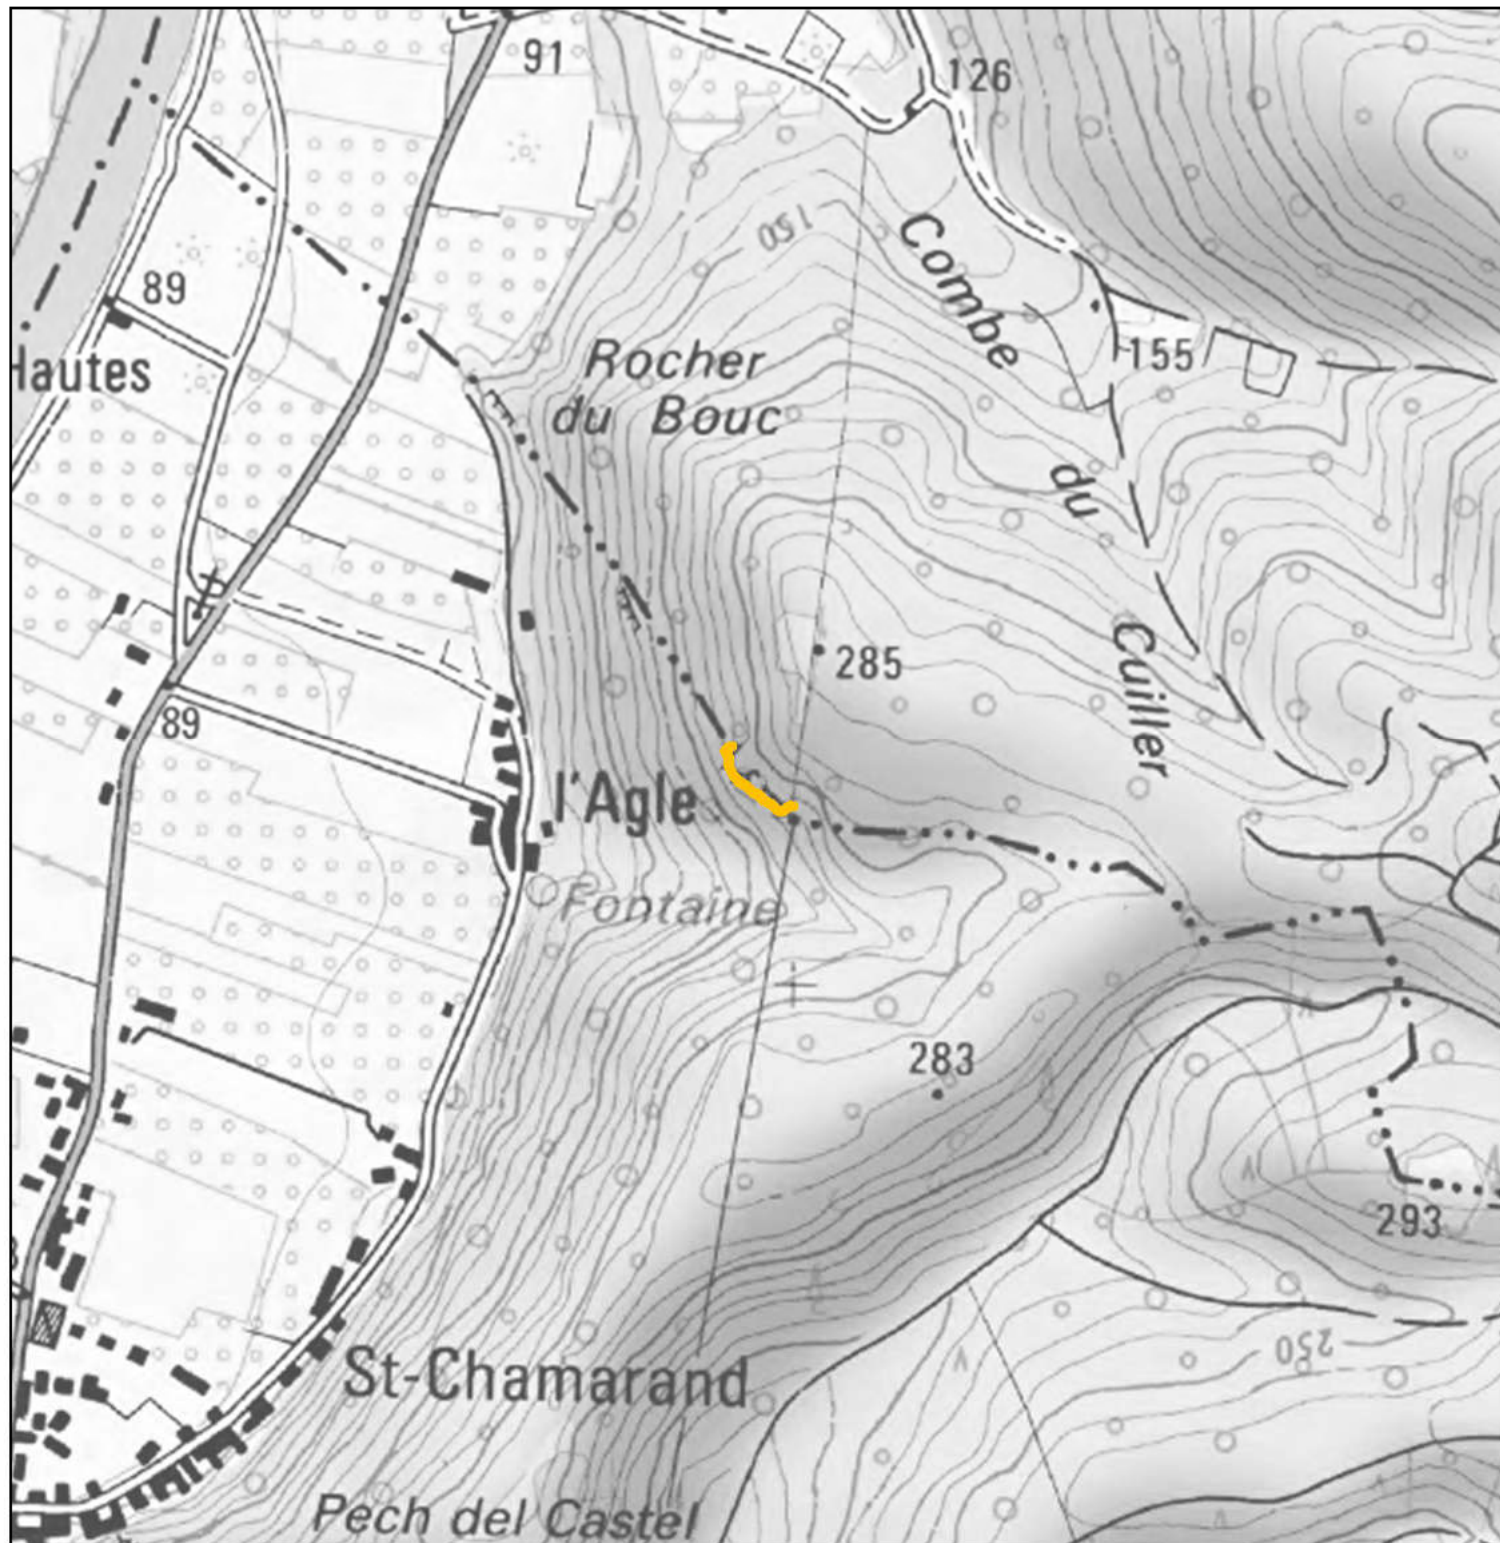 91
126
150
Combe
89
Hautes
Rocher
du Bouc
155
du
285
Cuiller
89
l'Agle
Fontaine
283
293
250
St-Chamarand
Pech del Castel